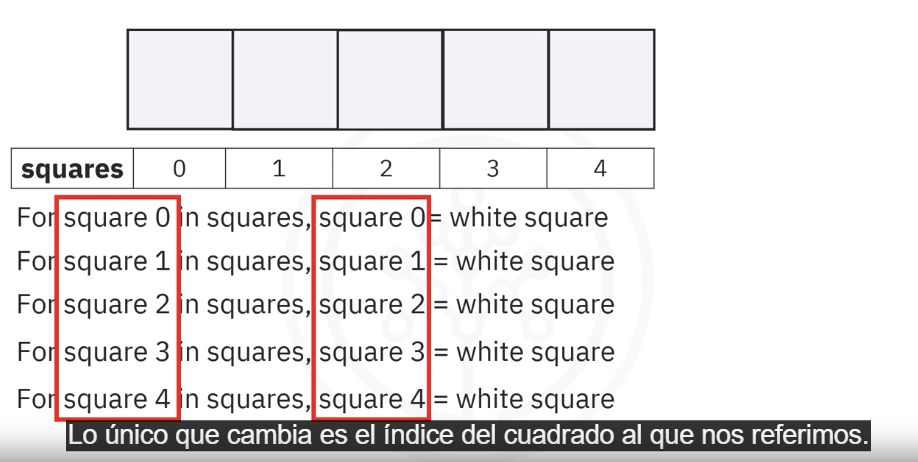 squares 0 1 2 3 4
For square 0 in squares, square 0 = white square
For square 1 in squares, square 1 = white square
For square 2 in squares, square 2 = white square
For square 3 in squares, square 3 = white square
For square 4 in squares, square 4 = white square
Lo único que cambia es el índice del cuadrado al que nos referimos.